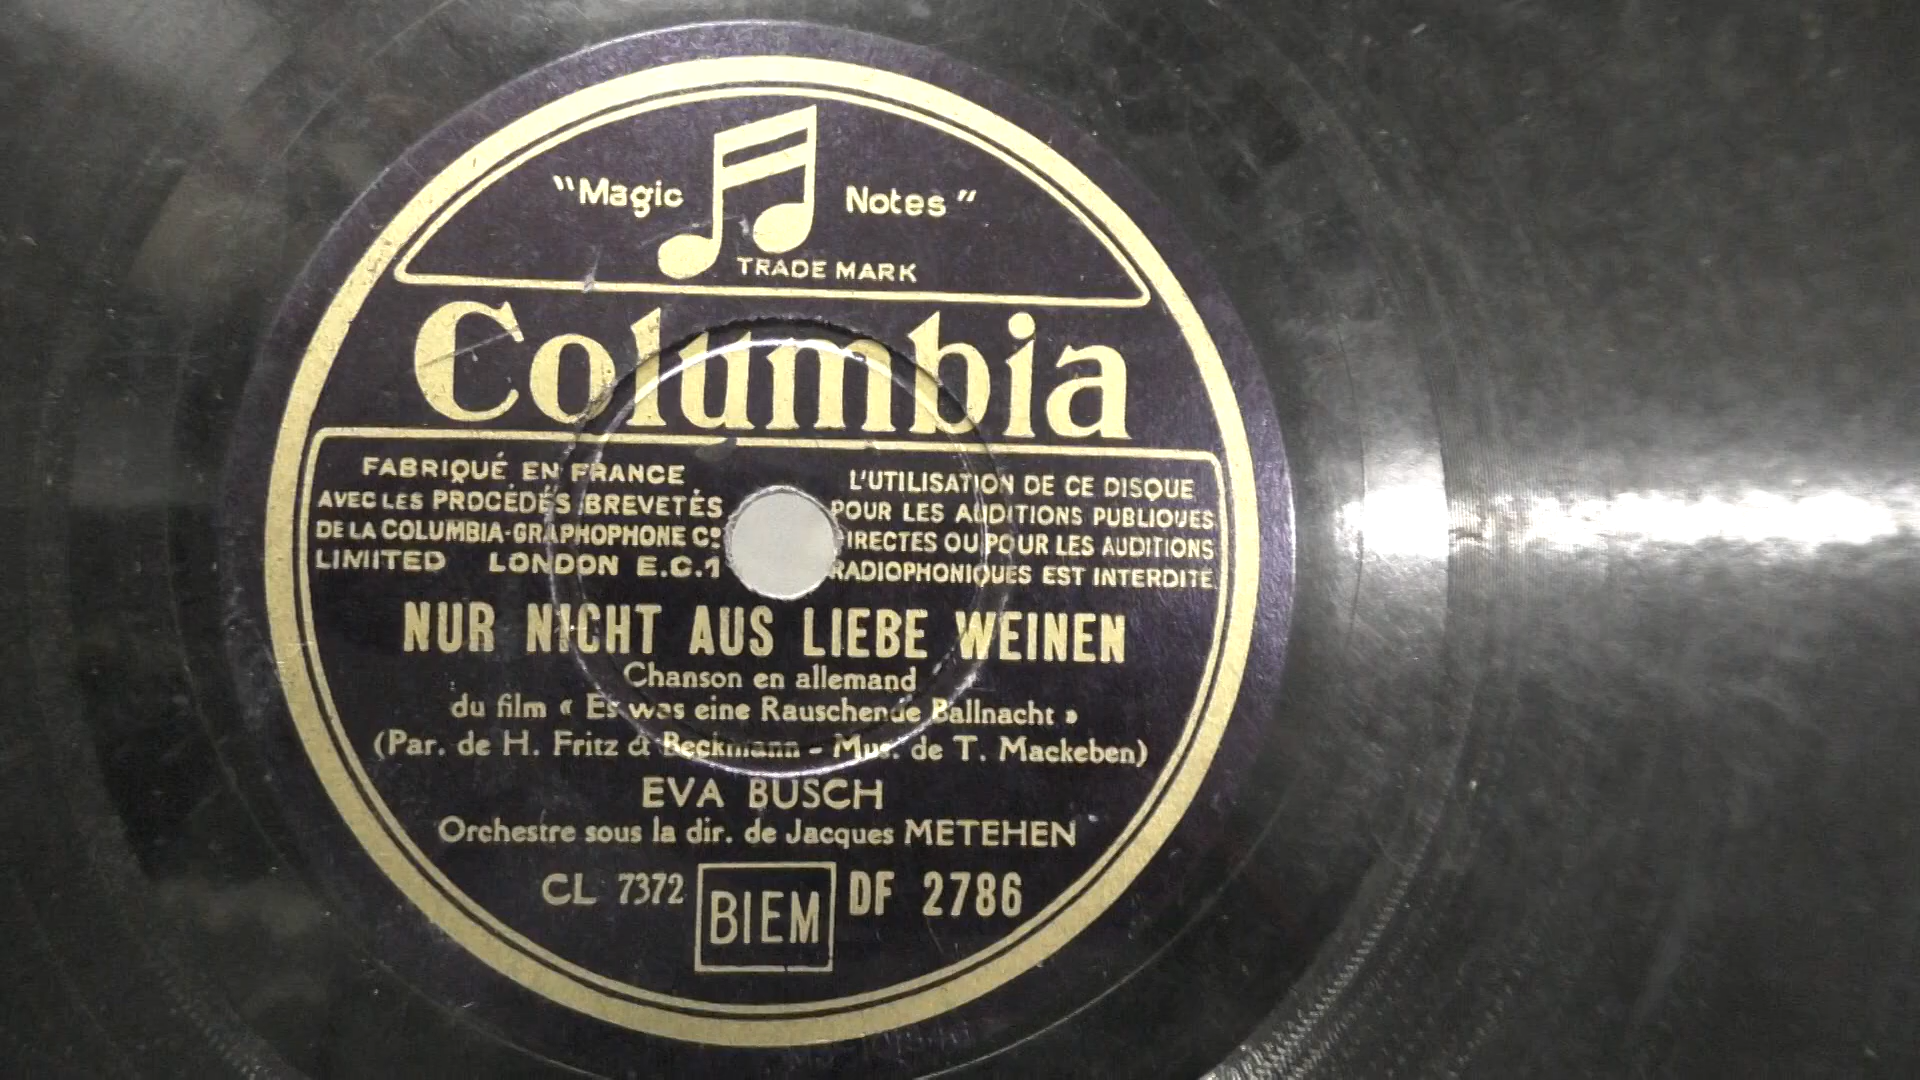 "Magic Notes"
TRADE MARK
Columbia
FABRIQUÉ EN FRANCE
AVEC LES PROCÉDÉS BREVETÉS
DE LA COLUMBIA-GRAPHOPHONE Cº
LIMITED LONDON E.C.1
L'UTILISATION DE CE DISQUE
POUR LES AUDITIONS PUBLIQUES
DIRECTES OU POUR LES AUDITIONS
RADIOPHONIQUES EST INTERDITE
NUR NICHT AUS LIEBE WEINEN
Chanson en allemand
du film « Es was eine Rauschende Ballnacht »
(Par. de H. Fritz & Beckmann - Mus. de T. Mackeben)
EVA BUSCH
Orchestre sous la dir. de Jacques METEHEN
CL 7372 BIEM DF 2786